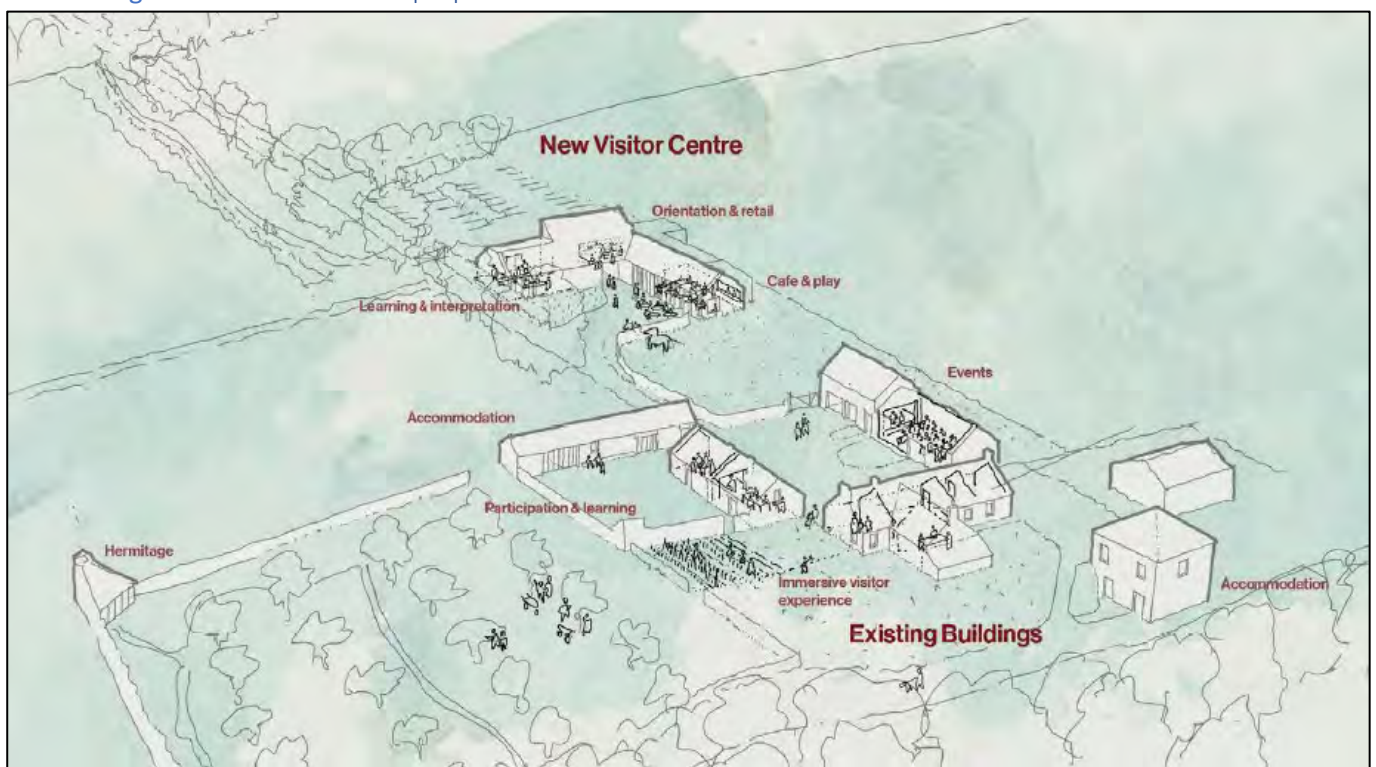 New Visitor Centre
Orientation & retail
Cafe & play
Learning & interpretation
Events
Accommodation
Participation & learning
Hermitage
Immersive visitor
experience
Accommodation
Existing Buildings